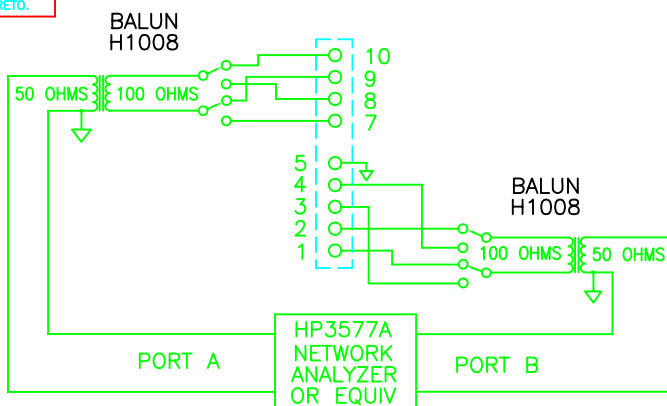 RETO.
BALUN
H1008
50 OHMS
100 OHMS
10
9
8
7
5
4
3
2
1
BALUN
H1008
100 OHMS
50 OHMS
PORT A
HP3577A
NETWORK
ANALYZER
OR EQUIV
PORT B